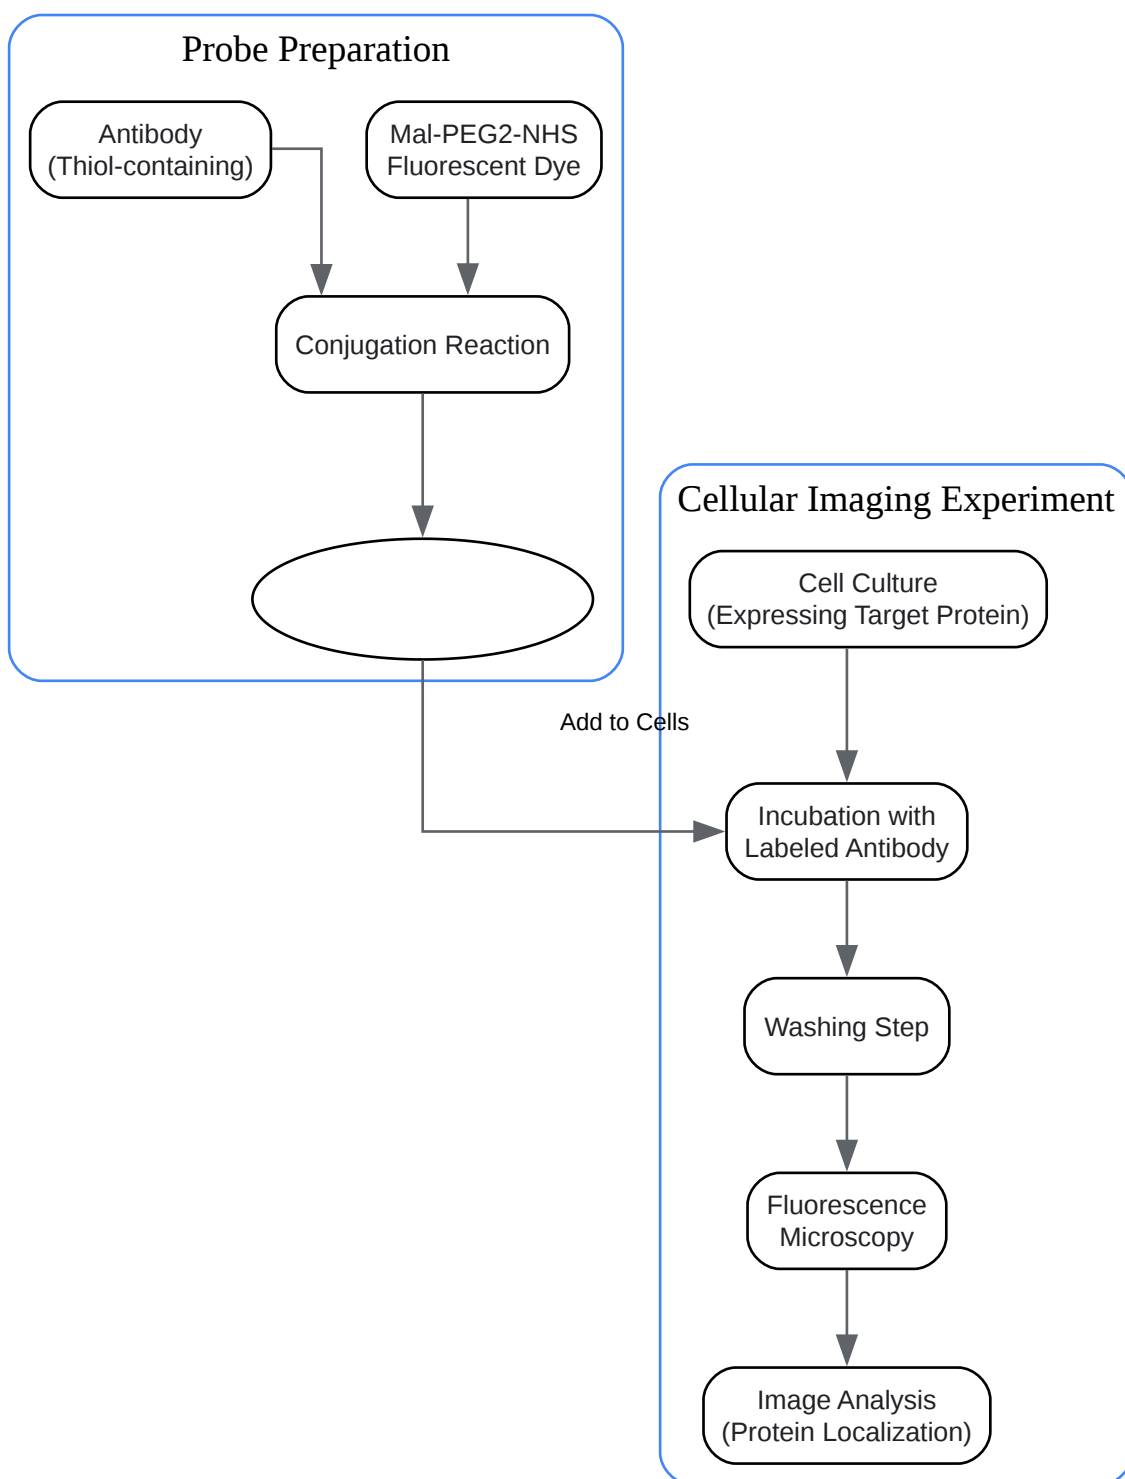 Probe Preparation
Antibody
(Thiol-containing)
Mal-PEG2-NHS
Fluorescent Dye
Conjugation Reaction
Add to Cells
Cellular Imaging Experiment
Cell Culture
(Expressing Target Protein)
Incubation with
Labeled Antibody
Washing Step
Fluorescence
Microscopy
Image Analysis
(Protein Localization)